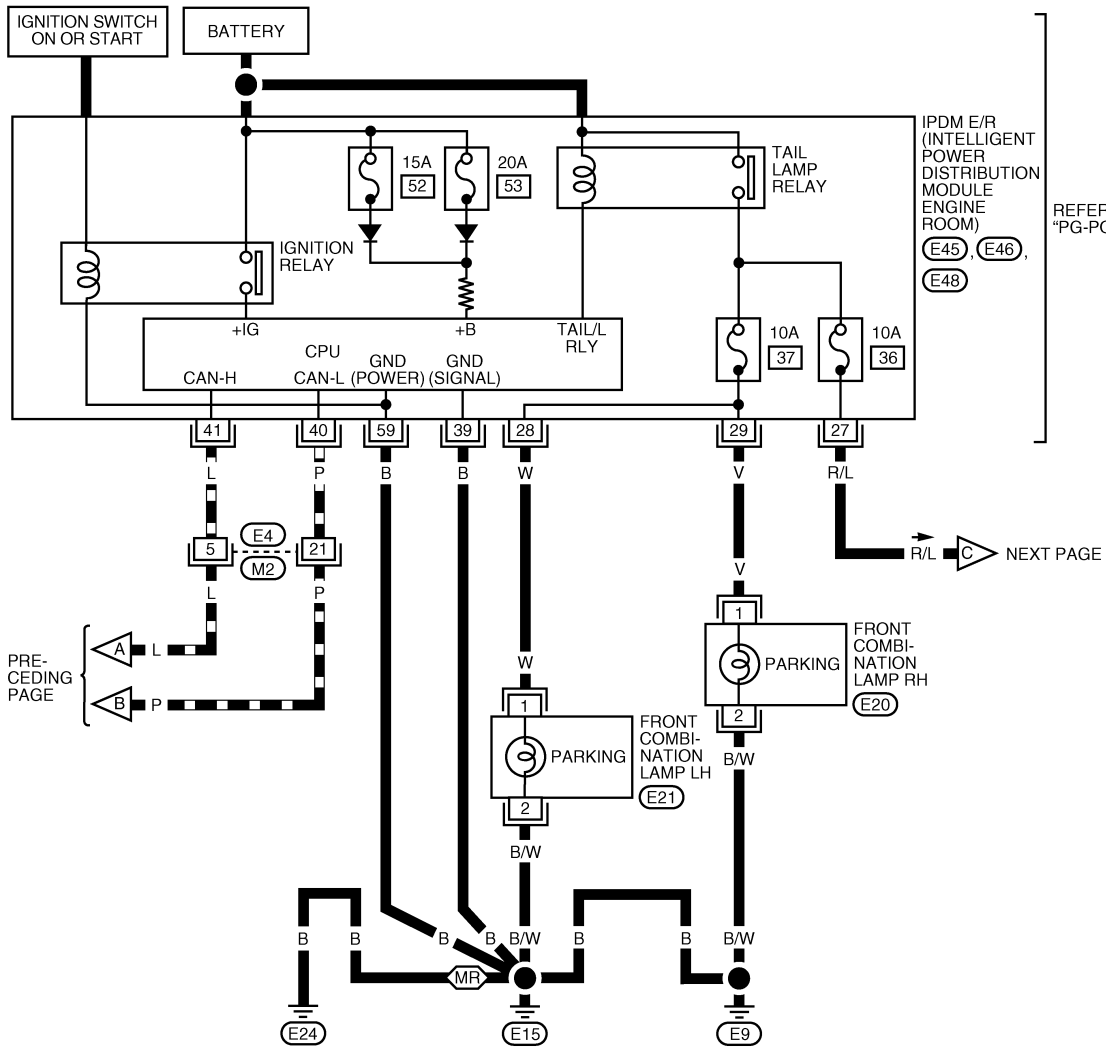 IGNITION SWITCH
ON OR START
BATTERY
IPDM E/R
(INTELLIGENT
POWER
DISTRIBUTION
MODULE
ENGINE
ROOM)
E45 , E46 ,
E48
REFER
"PG-PO
15A
52
20A
53
TAIL
LAMP
RELAY
IGNITION
RELAY
+IG
+B
TAIL/L
RLY
CPU
CAN-H
CAN-L
GND
(POWER)
GND
(SIGNAL)
10A
37
10A
36
41
40
59
39
28
29
27
L
P
B
B
W
V
R/L
5
E4
M2
21
R/L
C
NEXT PAGE
L
P
V
PRE-
CEDING
PAGE
A
L
B
P
W
1
PARKING
2
FRONT
COMBI-
NATION
LAMP RH
E20
1
PARKING
2
FRONT
COMBI-
NATION
LAMP LH
E21
B/W
B/W
B
B
B
B
B/W
B
B
B/W
MR
E24
E15
E9